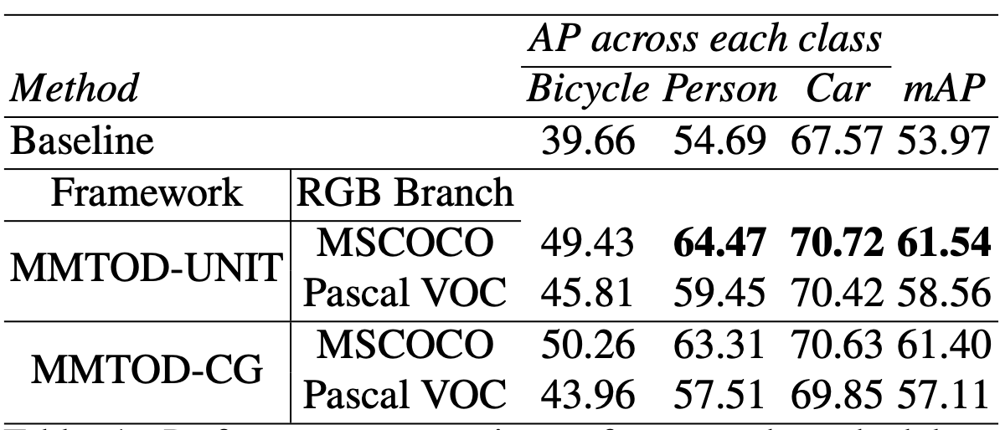 AP across each class
Method Bicycle Person Car mAP
Baseline 39.66 54.69 67.57 53.97
Framework RGB Branch
MMTOD-UNIT MSCOCO 49.43 64.47 70.72 61.54
Pascal VOC 45.81 59.45 70.42 58.56
MMTOD-CG MSCOCO 50.26 63.31 70.63 61.40
Pascal VOC 43.96 57.51 69.85 57.11